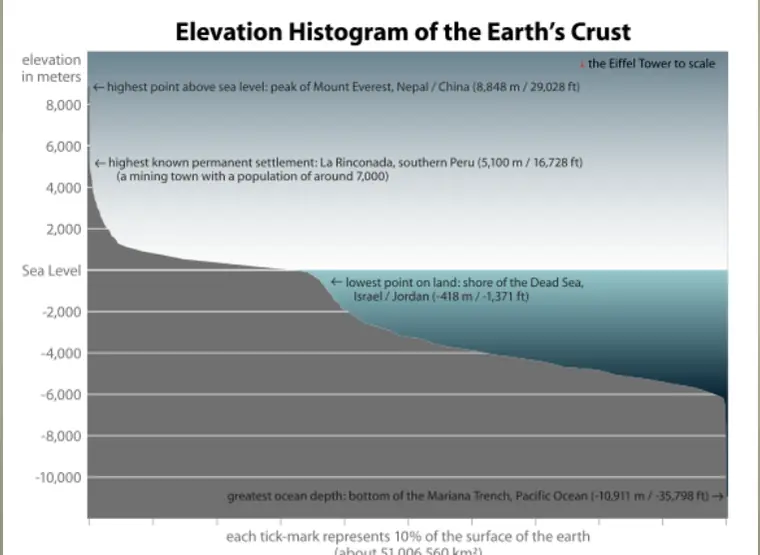 Elevation Histogram of the Earth's Crust
elevation
in meters
↓ the Eiffel Tower to scale
← highest point above sea level: peak of Mount Everest, Nepal / China (8,848 m / 29,028 ft)
8,000
6,000
← highest known permanent settlement: La Rinconada, southern Peru (5,100 m / 16,728 ft)
(a mining town with a population of around 7,000)
4,000
2,000
Sea Level
← lowest point on land: shore of the Dead Sea,
Israel / Jordan (-418 m / -1,371 ft)
-2,000
-4,000
-6,000
-8,000
-10,000
greatest ocean depth: bottom of the Mariana Trench, Pacific Ocean (-10,911 m / -35,798 ft) →
each tick-mark represents 10% of the surface of the earth
(about 51,006,560 km²)